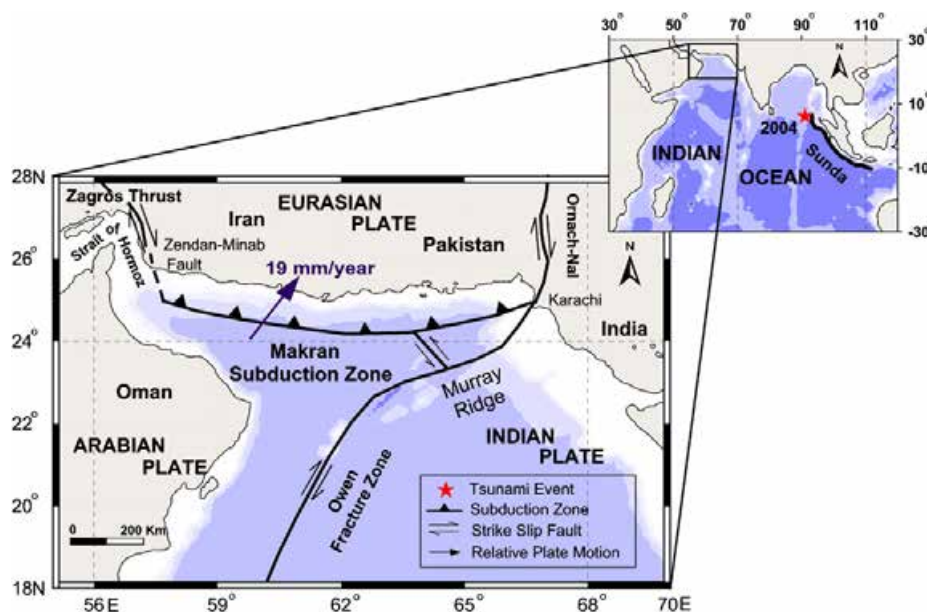 30° 50° 70° 90° 110°
30°
N
10°
2004
INDIAN
OCEAN
Sunda
-10°
-30°
28N
Zagros Thrust
Iran
EURASIAN
PLATE
Pakistan
Ornach-Nal
Strait of
Hormoz
Zendan-Minab
Fault
26°
19 mm/year
N
Karachi
India
24°
Makran
Subduction Zone
Oman
Murray
Ridge
22°
ARABIAN
PLATE
INDIAN
PLATE
Owen
Fracture Zone
Tsunami Event
Subduction Zone
Strike Slip Fault
Relative Plate Motion
20°
0 200 Km
18N
56E 59° 62° 65° 67° 70E